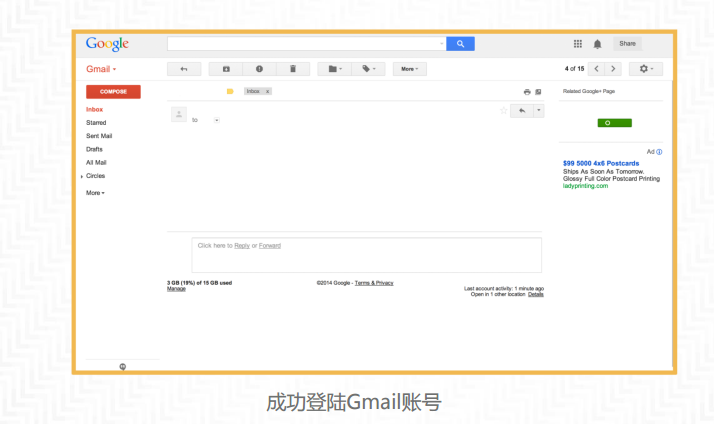 Google
Share
Gmail
More
4 of 15
COMPOSE
Inbox x
Related Google+ Page
Inbox
Starred
Sent Mail
Drafts
All Mail
Circles
More
to
Ad
$99 5000 4x6 Postcards
Ships As Soon As Tomorrow.
Glossy Full Color Postcard Printing
ladyprinting.com
Click here to Reply or Forward
3 GB (19%) of 15 GB used
Manage
©2014 Google - Terms & Privacy
Last account activity: 1 minute ago
Open in 1 other location Details
成功登陆Gmail账号